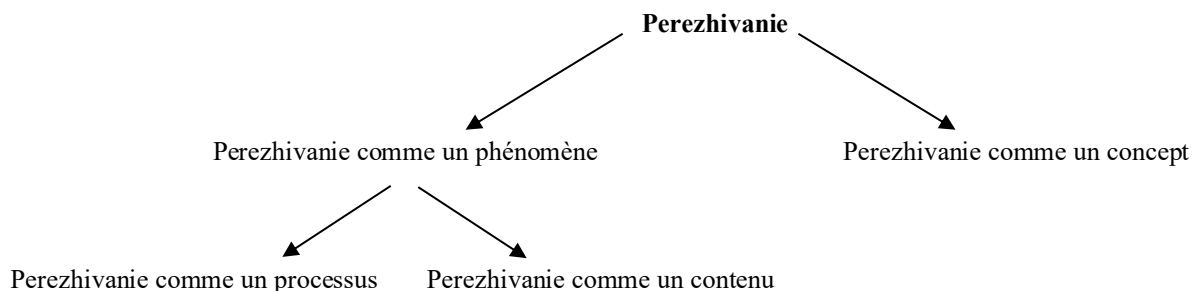 Perezhivanie
Perezhivanie comme un phénomène
Perezhivanie comme un concept
Perezhivanie comme un processus
Perezhivanie comme un contenu